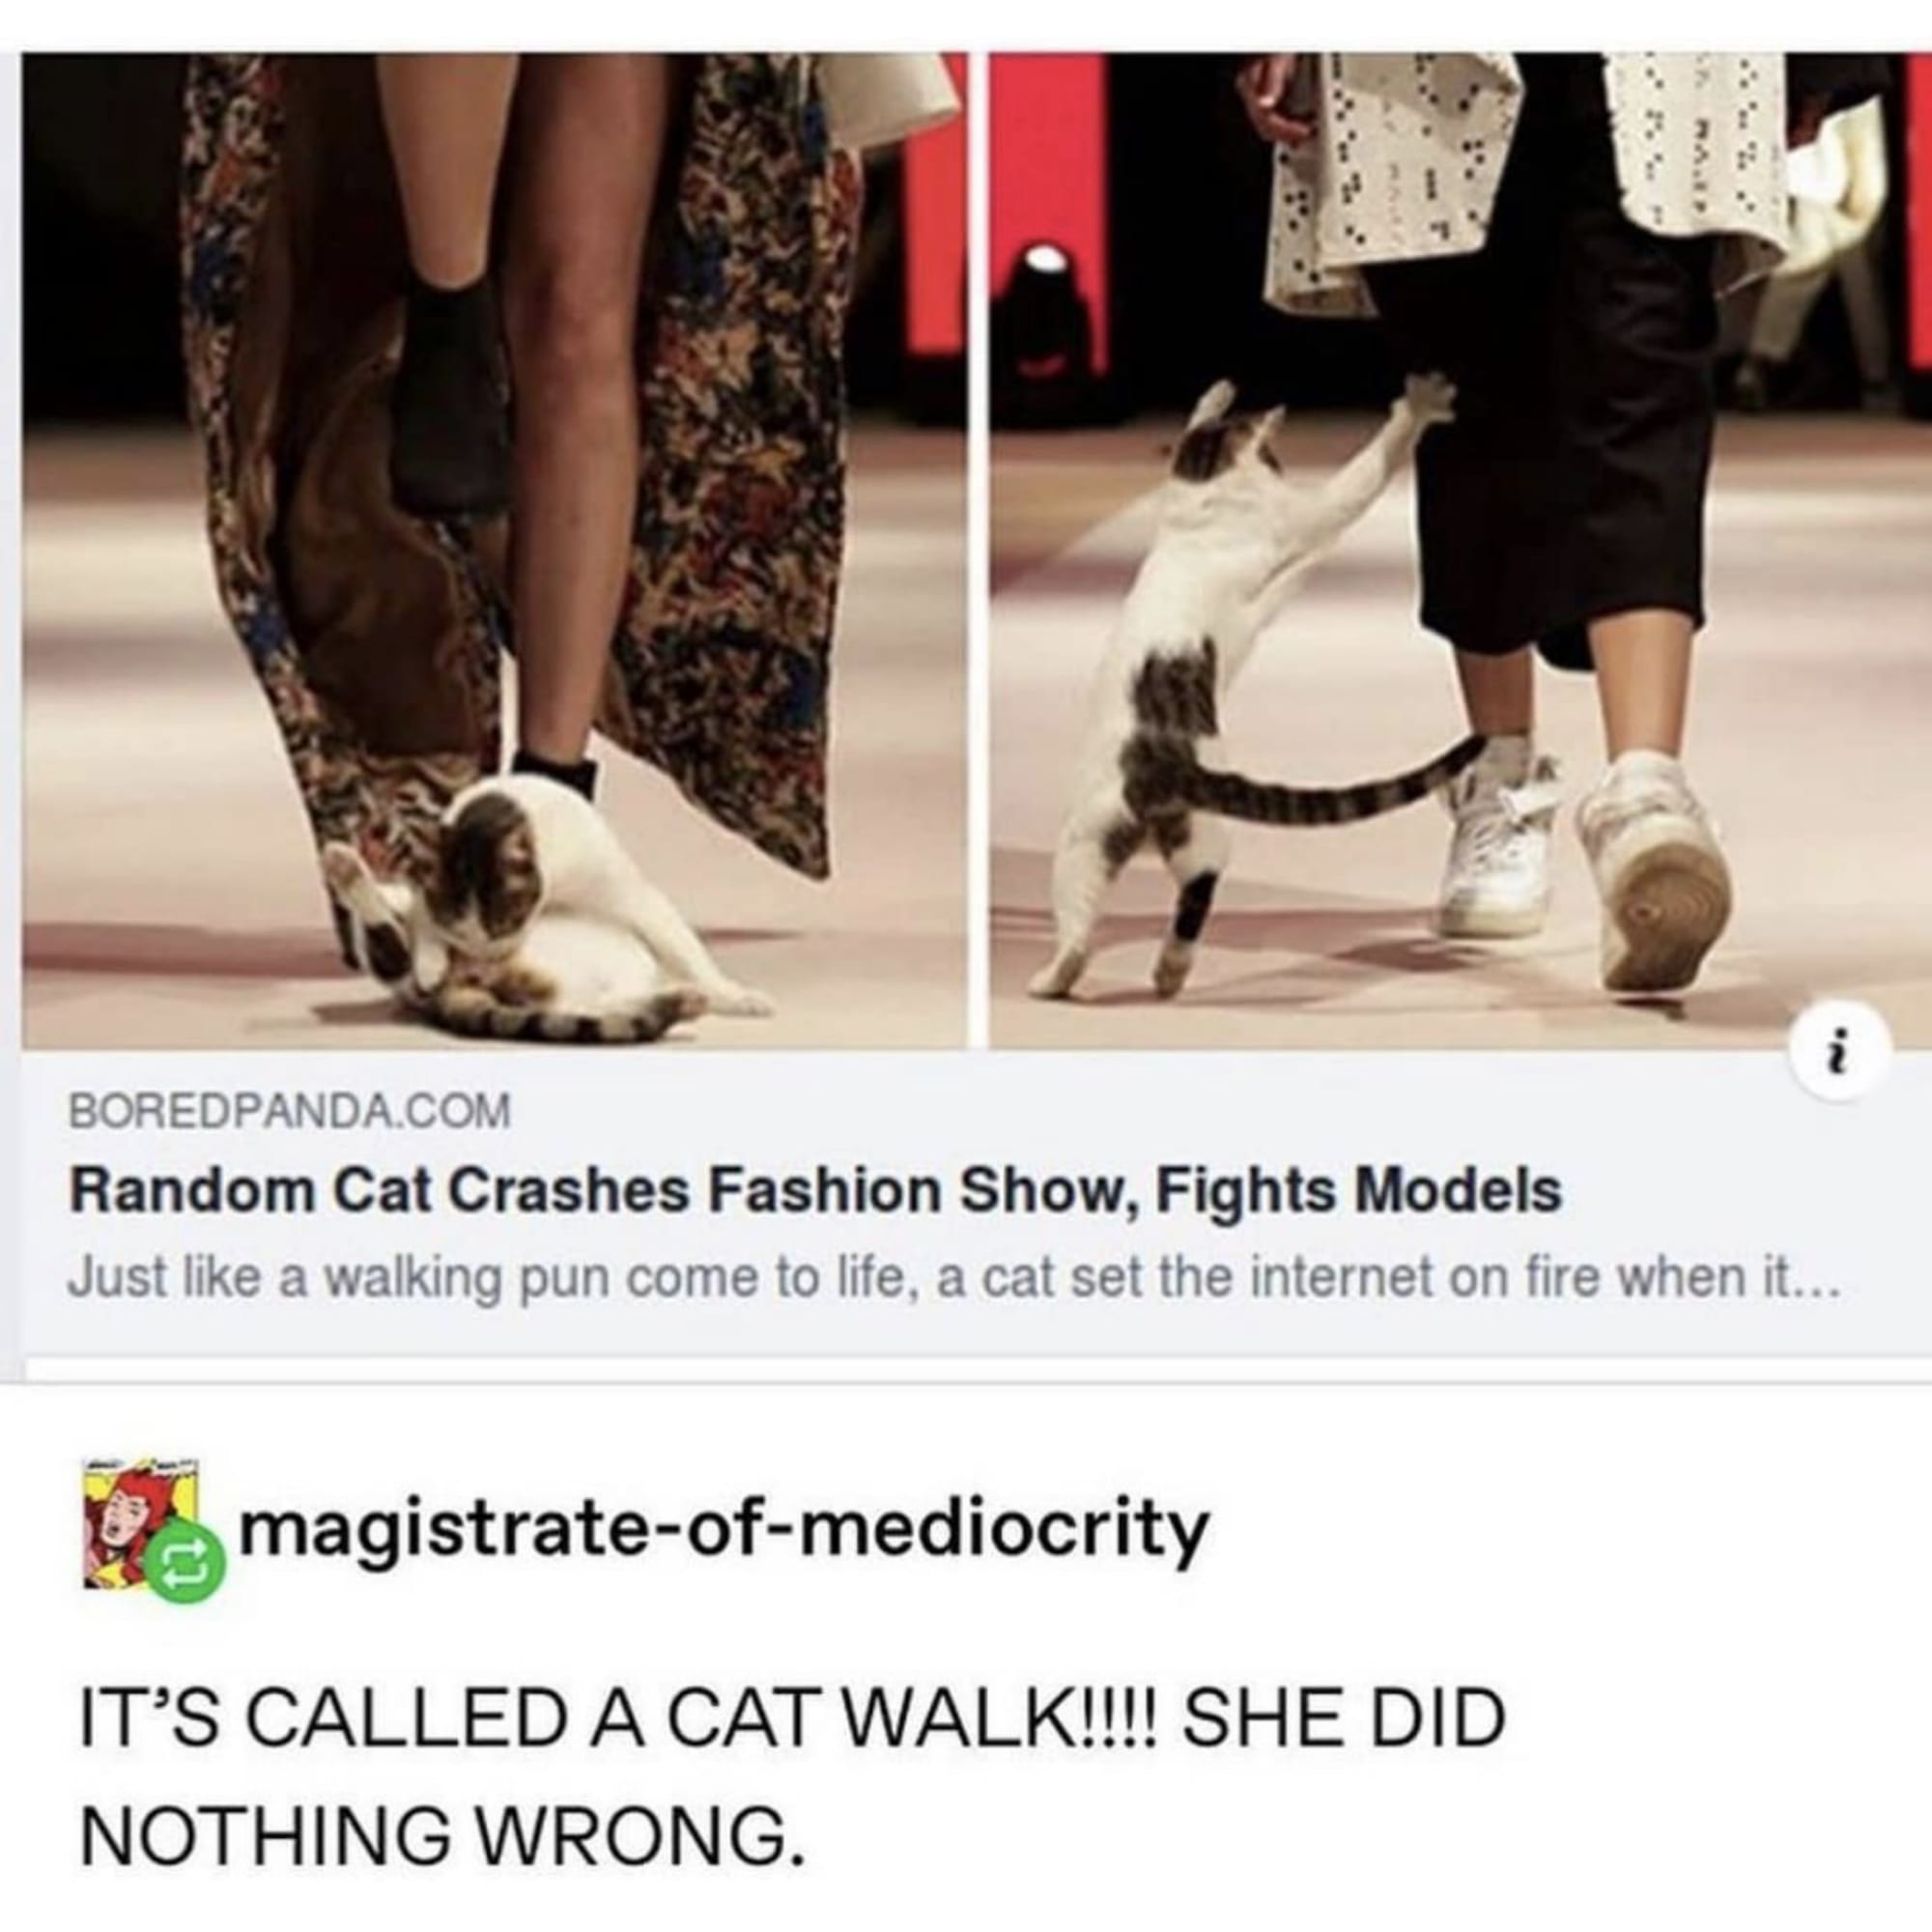 BOREDPANDA.COM
Random Cat Crashes Fashion Show, Fights Models
Just like a walking pun come to life, a cat set the internet on fire when it...
magistrate-of-mediocrity
IT'S CALLED A CAT WALK!!!! SHE DID
NOTHING WRONG.